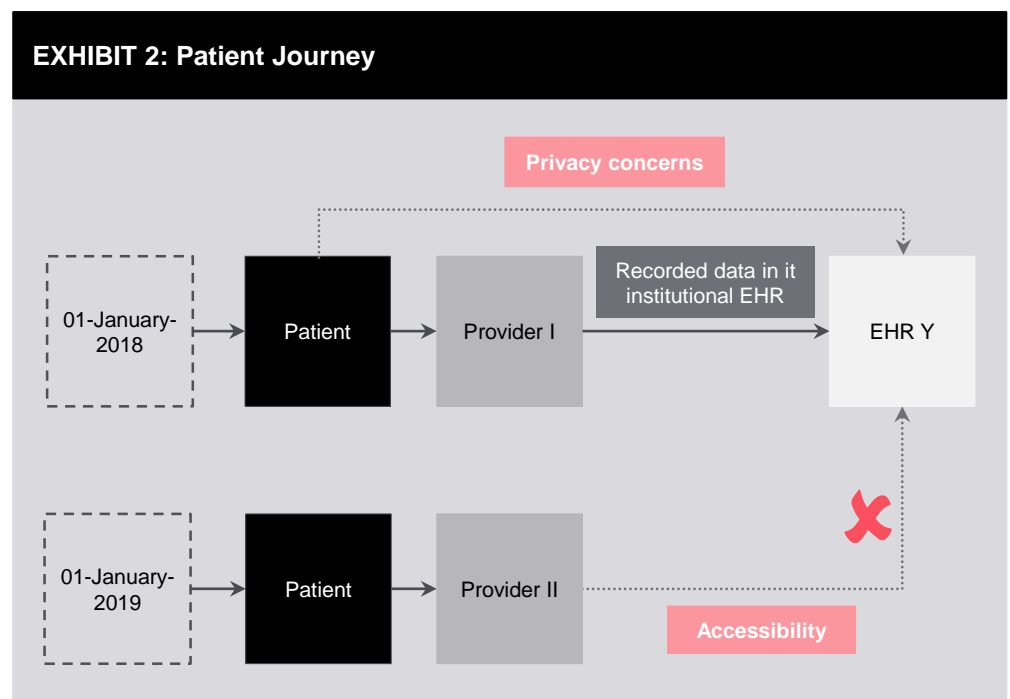 EXHIBIT 2: Patient Journey
Privacy concerns
Recorded data in it
institutional EHR
01-January-
2018
Patient
Provider I
EHR Y
01-January-
2019
Patient
Provider II
Accessibility